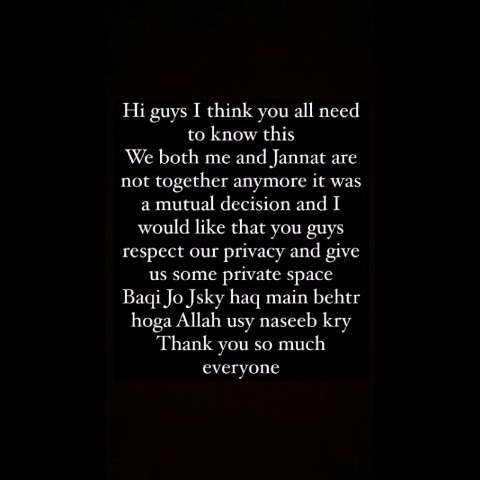 Hi guys I think you all need
to know this
We both me and Jannat are
not together anymore it was
a mutual decision and I
would like that you guys
respect our privacy and give
us some private space
Baqi Jo Jsky haq main behtr
hoga Allah usy naseeb kry
Thank you so much
everyone